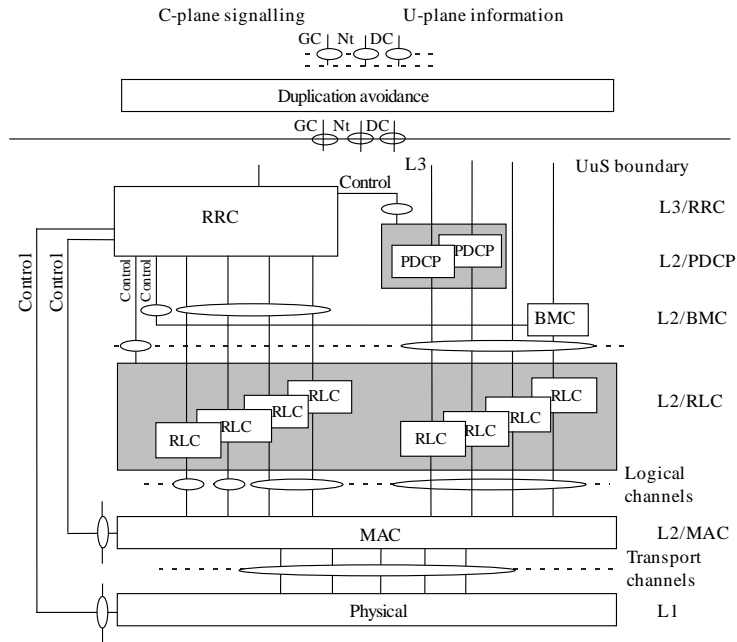 C-plane signalling
U-plane information
GC Nt DC
Duplication avoidance
GC Nt DC
L3
UuS boundary
Control
RRC
L3/RRC
PDCP
PDCP
L2/PDCP
Control
Control
Control
Control
BMC
L2/BMC
RLC
RLC
RLC
RLC
RLC
RLC
RLC
RLC
L2/RLC
Logical
channels
MAC
L2/MAC
Transport
channels
Physical
L1